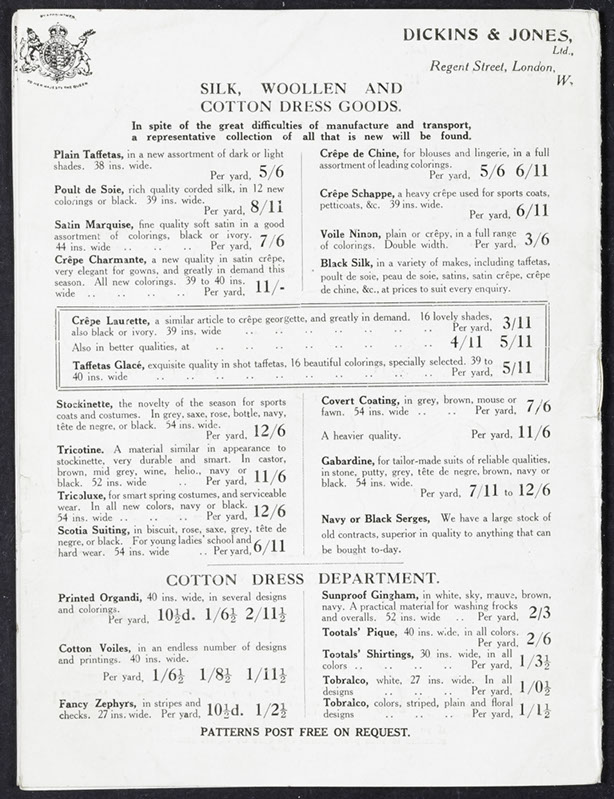 BY APPOINTMENT
TO HER MAJESTY THE QUEEN
DICKINS & JONES,
Ltd.,
Regent Street, London,
W.
SILK, WOOLLEN AND
COTTON DRESS GOODS.
In spite of the great difficulties of manufacture and transport,
a representative collection of all that is new will be found.
Plain Taffetas, in a new assortment of dark or light
shades. 38 ins. wide. Per yard, 5/6
Poult de Soie, rich quality corded silk, in 12 new
colorings or black. 39 ins. wide.
Per yard, 8/11
Satin Marquise, fine quality soft satin in a good
assortment of colorings, black or ivory.
44 ins. wide .. .. .. Per yard, 7/6
Crêpe Charmante, a new quality in satin crêpe,
very elegant for gowns, and greatly in demand this
season. All new colorings. 39 to 40 ins.
wide .. .. .. .. Per yard, 11/-
Crêpe de Chine, for blouses and lingerie, in a full
assortment of leading colorings.
Per yard, 5/6 6/11
Crêpe Schappe, a heavy crêpe used for sports coats,
petticoats, &c. 39 ins. wide.
Per yard, 6/11
Voile Ninon, plain or crêpy, in a full range
of colorings. Double width. Per yard, 3/6
Black Silk, in a variety of makes, including taffetas,
poult de soie, peau de soie, satins, satin crêpe, crêpe
de chine, &c., at prices to suit every enquiry.
Crêpe Laurette, a similar article to crêpe georgette, and greatly in demand. 16 lovely shades,
also black or ivory. 39 ins. wide .. .. .. .. .. .. .. Per yard, 3/11
Also in better qualities, at .. .. .. .. .. .. .. 4/11 5/11
Taffetas Glacé, exquisite quality in shot taffetas, 16 beautiful colorings, specially selected. 39 to
40 ins. wide .. .. .. .. .. .. .. .. .. Per yard, 5/11
Stockinette, the novelty of the season for sports
coats and costumes. In grey, saxe, rose, bottle, navy,
tête de negre, or black. 54 ins. wide.
Per yard, 12/6
Tricotine. A material similar in appearance to
stockinette, very durable and smart. In castor,
brown, mid grey, wine, helio., navy or
black. 52 ins. wide .. Per yard, 11/6
Tricoluxe, for smart spring costumes, and serviceable
wear. In all new colors, navy or black.
54 ins. wide .. .. .. Per yard, 12/6
Scotia Suiting, in biscuit, rose, saxe, grey, tête de
negre, or black. For young ladies' school and
hard wear. 54 ins. wide .. Per yard, 6/11
Covert Coating, in grey, brown, mouse or
fawn. 54 ins. wide .. .. Per yard, 7/6
A heavier quality. Per yard, 11/6
Gabardine, for tailor-made suits of reliable qualities,
in stone, putty, grey, tête de negre, brown, navy or
black. 54 ins. wide.
Per yard, 7/11 to 12/6
Navy or Black Serges, We have a large stock of
old contracts, superior in quality to anything that can
be bought to-day.
COTTON DRESS DEPARTMENT.
Printed Organdi, 40 ins. wide, in several designs
and colorings.
Per yard, 10½d. 1/6½ 2/11½
Cotton Voiles, in an endless number of designs
and printings. 40 ins. wide.
Per yard, 1/6½ 1/8½ 1/11½
Fancy Zephyrs, in stripes and
checks. 27 ins. wide. Per yard, 10½d. 1/2½
Sunproof Gingham, in white, sky, mauve, brown,
navy. A practical material for washing frocks
and overalls. 52 ins. wide .. Per yard, 2/3
Tootals' Pique, 40 ins. wide, in all colors.
Per yard, 2/6
Tootals' Shirtings, 30 ins. wide, in all
colors .. .. .. .. Per yard, 1/3½
Tobralco, white, 27 ins. wide. In all
designs .. .. .. Per yard, 1/0½
Tobralco, colors, striped, plain and floral
designs .. .. .. Per yard, 1/1½
PATTERNS POST FREE ON REQUEST.